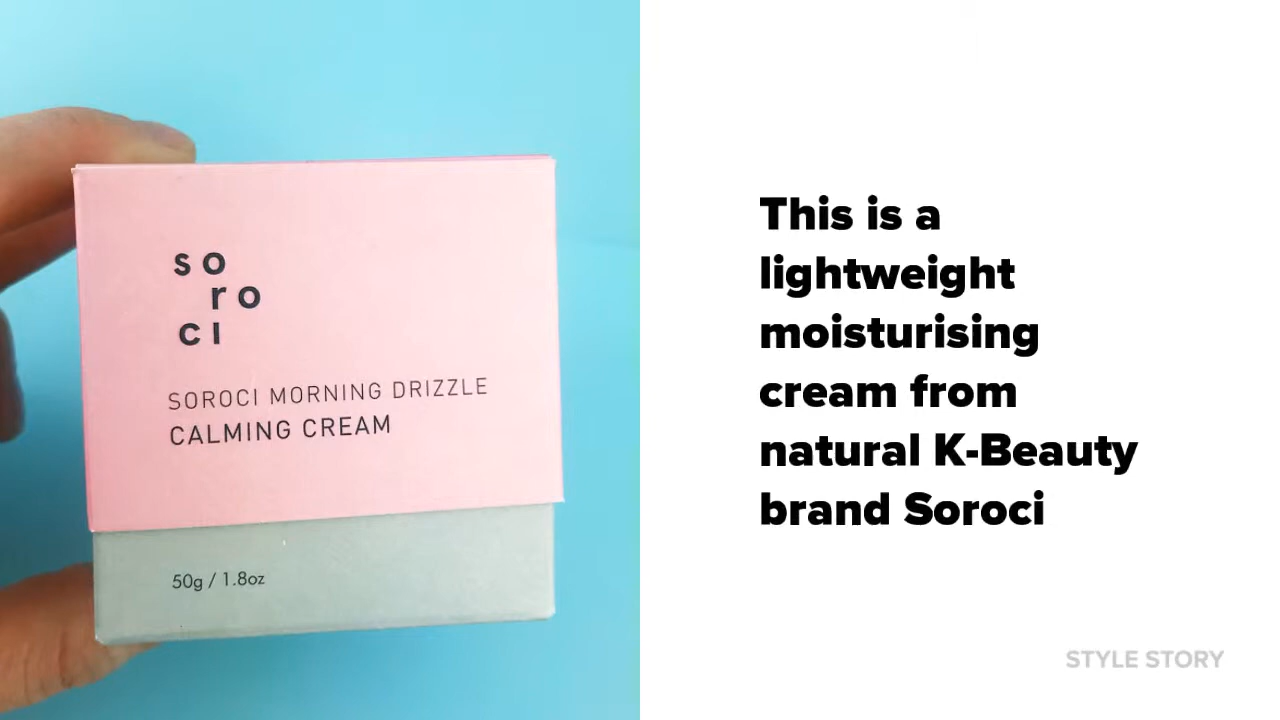 so
ro
ci
SOROCI MORNING DRIZZLE
CALMING CREAM
50g / 1.8oz
This is a
lightweight
moisturising
cream from
natural K-Beauty
brand Soroci
STYLE STORY